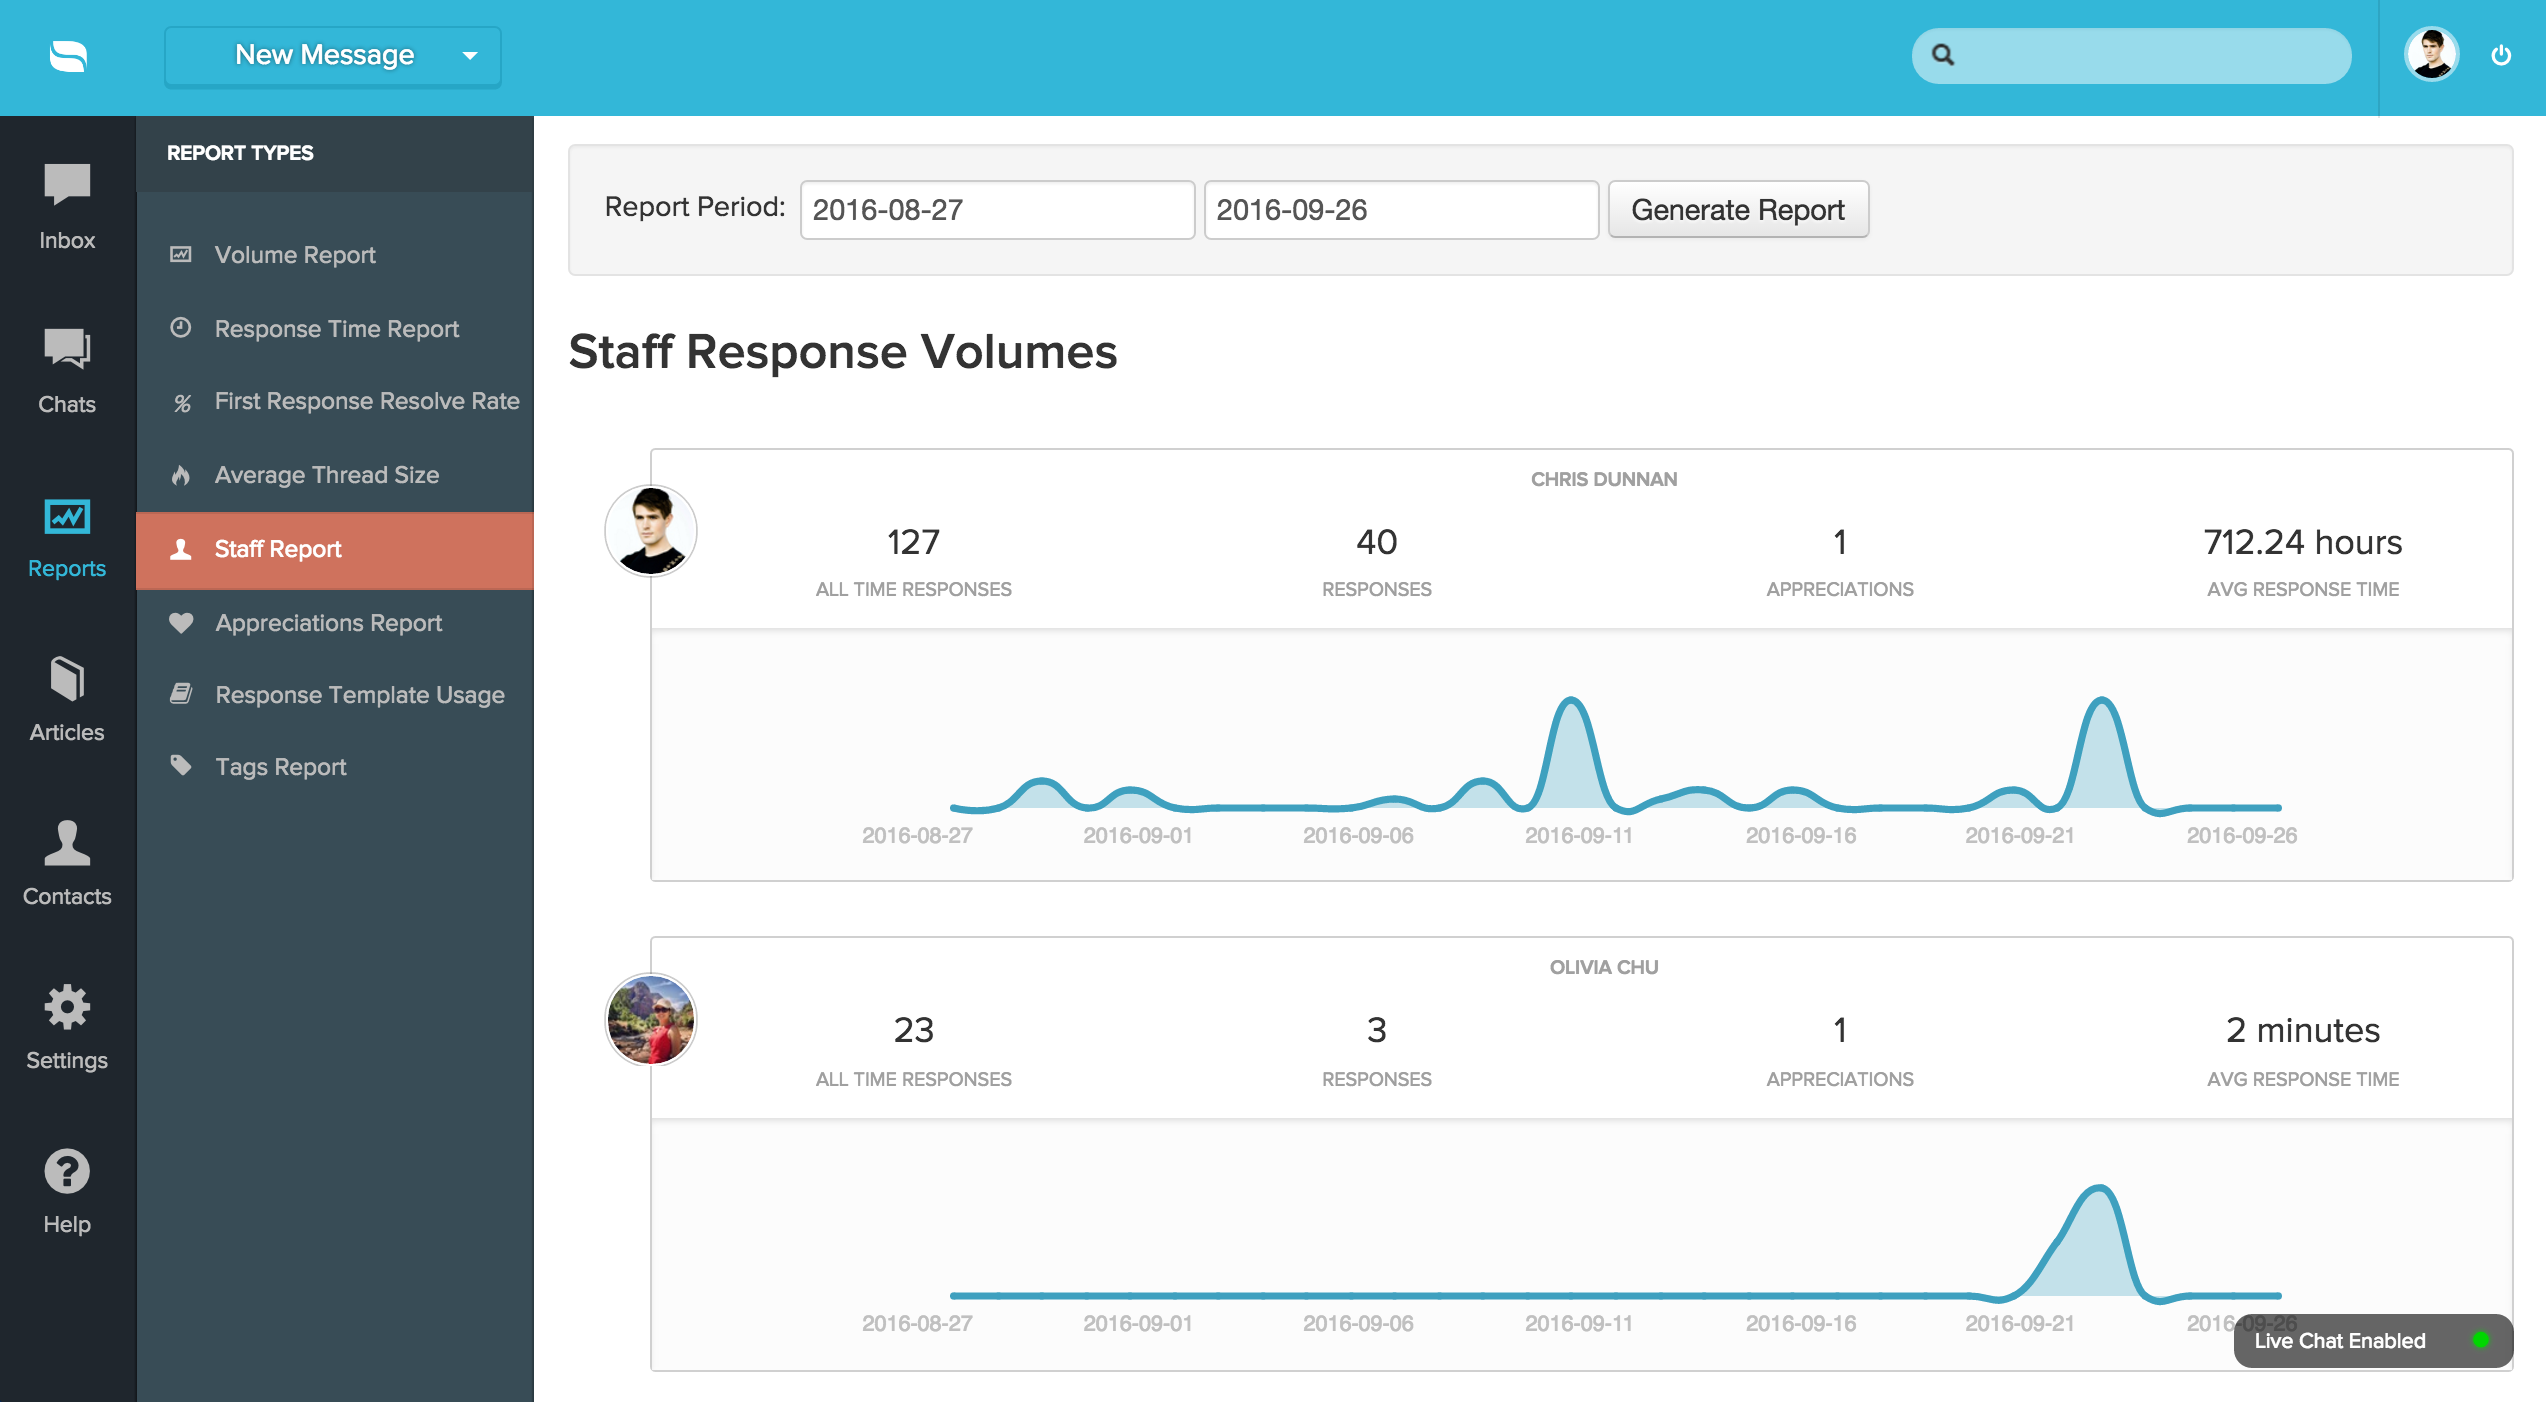 New Message
REPORT TYPES
Inbox
Chats
Reports
Articles
Contacts
Settings
Help
Volume Report
Response Time Report
First Response Resolve Rate
Average Thread Size
Staff Report
Appreciations Report
Response Template Usage
Tags Report
Report Period: 2016-08-27 2016-09-26 Generate Report
Staff Response Volumes
CHRIS DUNNAN
127 40 1 712.24 hours
ALL TIME RESPONSES RESPONSES APPRECIATIONS AVG RESPONSE TIME
2016-08-27 2016-09-01 2016-09-06 2016-09-11 2016-09-16 2016-09-21 2016-09-26
OLIVIA CHU
23 3 1 2 minutes
ALL TIME RESPONSES RESPONSES APPRECIATIONS AVG RESPONSE TIME
2016-08-27 2016-09-01 2016-09-06 2016-09-11 2016-09-16 2016-09-21 2016-09-26
Live Chat Enabled